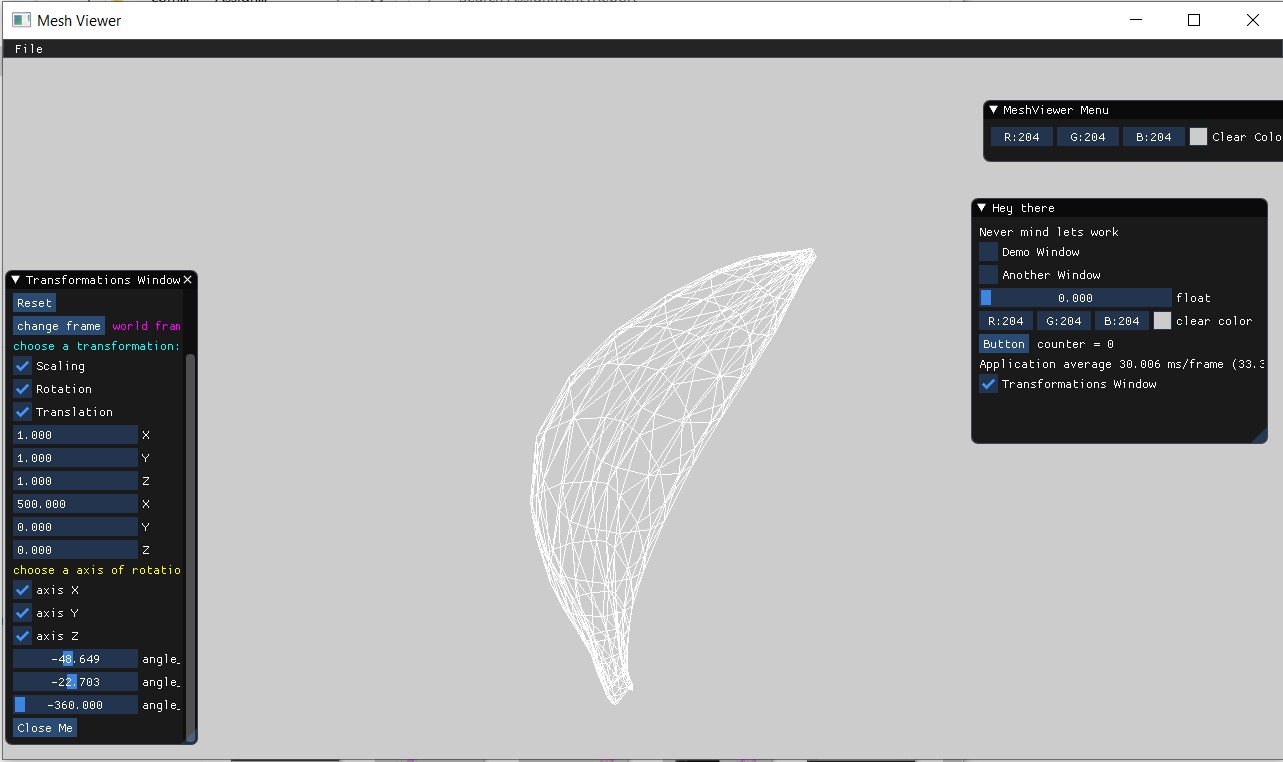 Mesh Viewer
File
MeshViewer Menu
R:204 G:204 B:204 Clear Colo
Hey there
Never mind lets work
Demo Window
Another Window
0.000 float
R:204 G:204 B:204 clear color
Button counter = 0
Application average 30.006 ms/frame (33.3
Transformations Window
Transformations Window
Reset
change frame world fram
choose a transformation:
Scaling
Rotation
Translation
1.000 X
1.000 Y
1.000 Z
500.000 X
0.000 Y
0.000 Z
choose a axis of rotatio
axis X
axis Y
axis Z
-48.649 angle_
-22.703 angle_
-360.000 angle_
Close Me